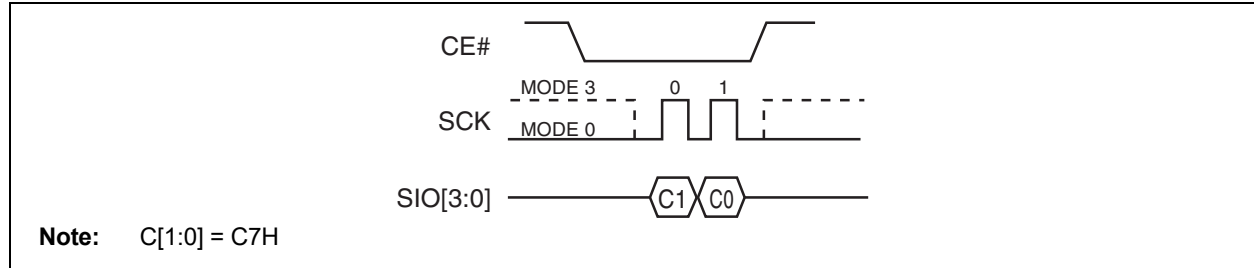 CE#
MODE 3 0 1
SCK
MODE 0
SIO[3:0] C1 C0
Note: C[1:0] = C7H